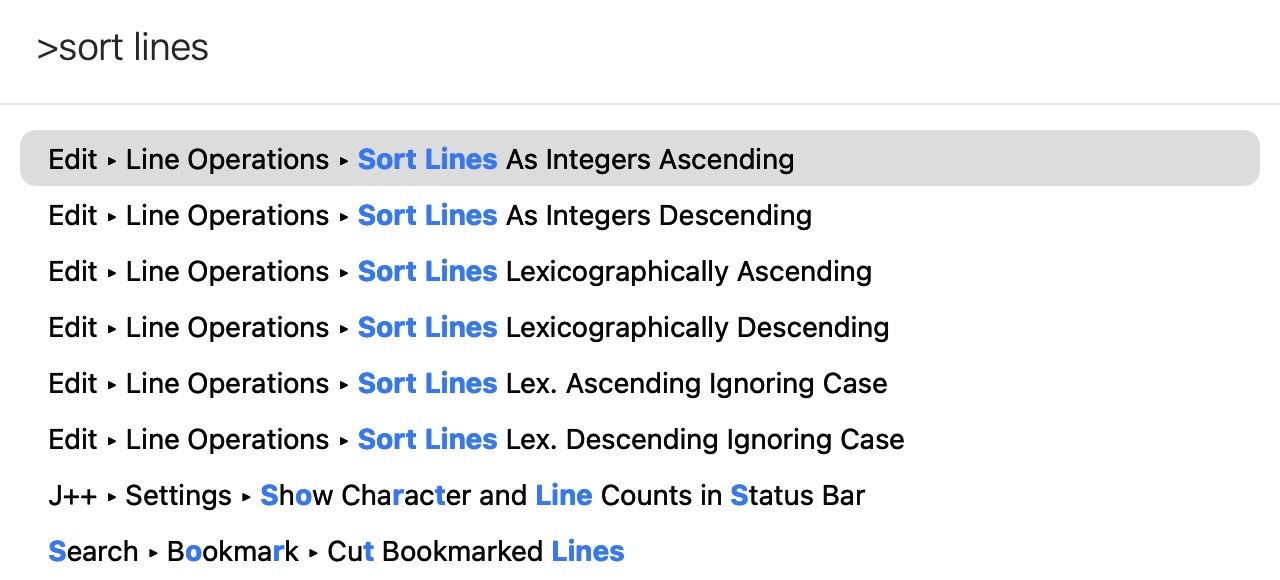 >sort lines
Edit ▸ Line Operations ▸ Sort Lines As Integers Ascending
Edit ▸ Line Operations ▸ Sort Lines As Integers Descending
Edit ▸ Line Operations ▸ Sort Lines Lexicographically Ascending
Edit ▸ Line Operations ▸ Sort Lines Lexicographically Descending
Edit ▸ Line Operations ▸ Sort Lines Lex. Ascending Ignoring Case
Edit ▸ Line Operations ▸ Sort Lines Lex. Descending Ignoring Case
J++ ▸ Settings ▸ Show Character and Line Counts in Status Bar
Search ▸ Bookmark ▸ Cut Bookmarked Lines